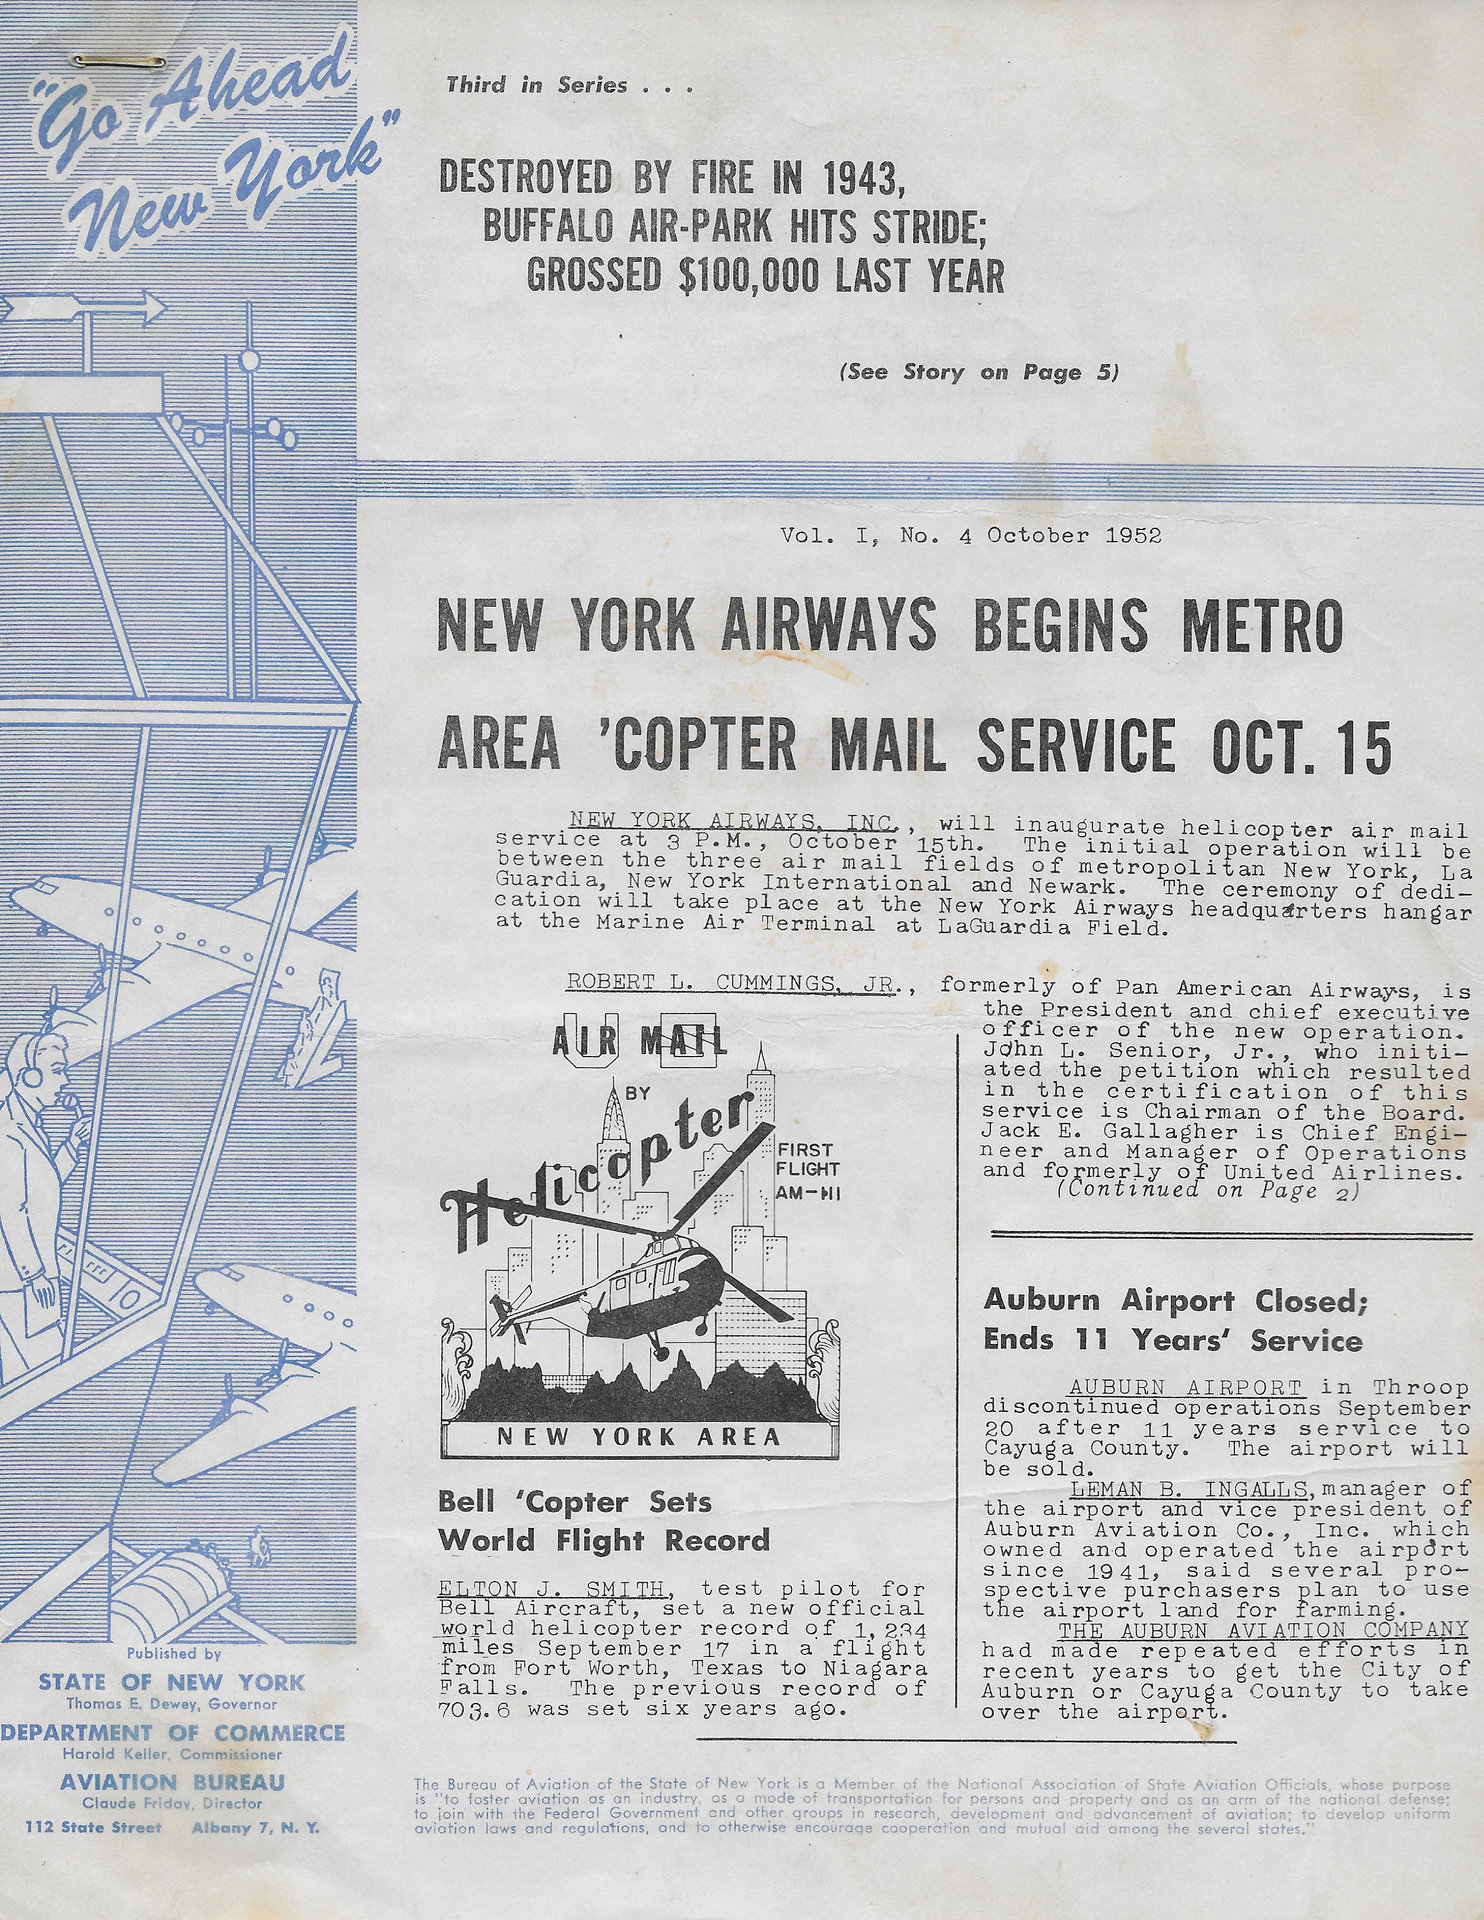 "Go Ahead
New York"
Third in Series . . .
DESTROYED BY FIRE IN 1943,
BUFFALO AIR-PARK HITS STRIDE;
GROSSED $100,000 LAST YEAR
(See Story on Page 5)
Vol. I, No. 4 October 1952
NEW YORK AIRWAYS BEGINS METRO
AREA 'COPTER MAIL SERVICE OCT. 15
NEW YORK AIRWAYS, INC., will inaugurate helicopter air mail
service at 3 P.M., October 15th. The initial operation will be
between the three air mail fields of metropolitan New York, La
Guardia, New York International and Newark. The ceremony of dedi-
cation will take place at the New York Airways headquarters hangar
at the Marine Air Terminal at LaGuardia Field.
ROBERT L. CUMMINGS, JR., formerly of Pan American Airways, is
the President and chief executive
officer of the new operation.
John L. Senior, Jr., who initi-
ated the petition which resulted
in the certification of this
service is Chairman of the Board.
Jack E. Gallagher is Chief Engi-
neer and Manager of Operations
and formerly of United Airlines.
(Continued on Page 2)
AIR MAIL
BY
Helicopter
FIRST
FLIGHT
AM-111
NEW YORK AREA
Bell 'Copter Sets
World Flight Record
ELTON J. SMITH, test pilot for
Bell Aircraft, set a new official
world helicopter record of 1,234
miles September 17 in a flight
from Fort Worth, Texas to Niagara
Falls. The previous record of
703.6 was set six years ago.
Auburn Airport Closed;
Ends 11 Years' Service
AUBURN AIRPORT in Throop
discontinued operations September
20 after 11 years service to
Cayuga County. The airport will
be sold.
LEMAN B. INGALLS, manager of
the airport and vice president of
Auburn Aviation Co., Inc. which
owned and operated the airport
since 1941, said several pro-
spective purchasers plan to use
the airport land for farming.
THE AUBURN AVIATION COMPANY
had made repeated efforts in
recent years to get the City of
Auburn or Cayuga County to take
over the airport.
Published by
STATE OF NEW YORK
Thomas E. Dewey, Governor
DEPARTMENT OF COMMERCE
Harold Keller, Commissioner
AVIATION BUREAU
Claude Friday, Director
112 State Street Albany 7, N. Y.
The Bureau of Aviation of the State of New York is a Member of the National Association of State Aviation Officials, whose purpose
is "to foster aviation as an industry, as a mode of transportation for persons and property and as an arm of the national defense;
to join with the Federal Government and other groups in research, development and advancement of aviation; to develop uniform
aviation laws and regulations, and to otherwise encourage cooperation and mutual aid among the several states."